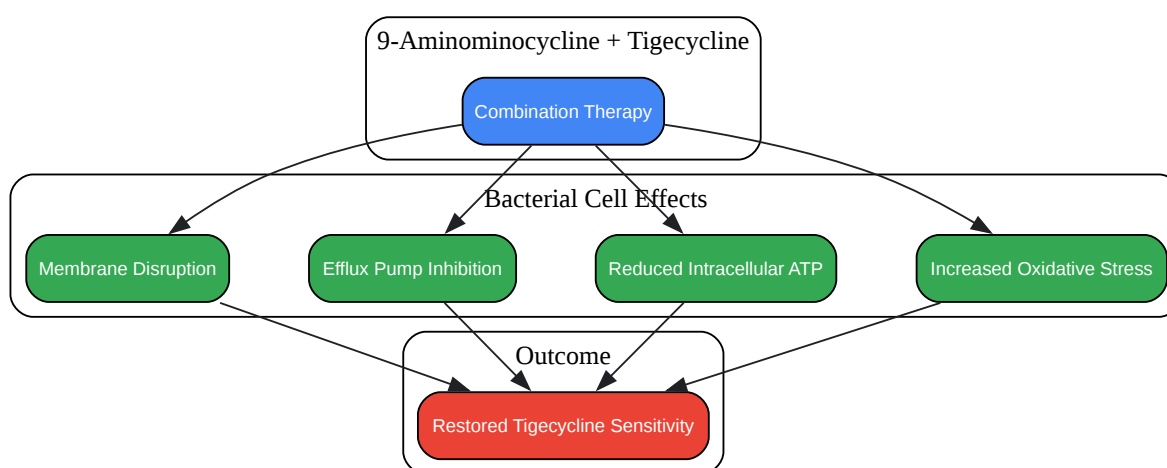 9-Aminominocycline + Tigecycline
Combination Therapy
Bacterial Cell Effects
Membrane Disruption
Efflux Pump Inhibition
Reduced Intracellular ATP
Increased Oxidative Stress
Outcome
Restored Tigecycline Sensitivity